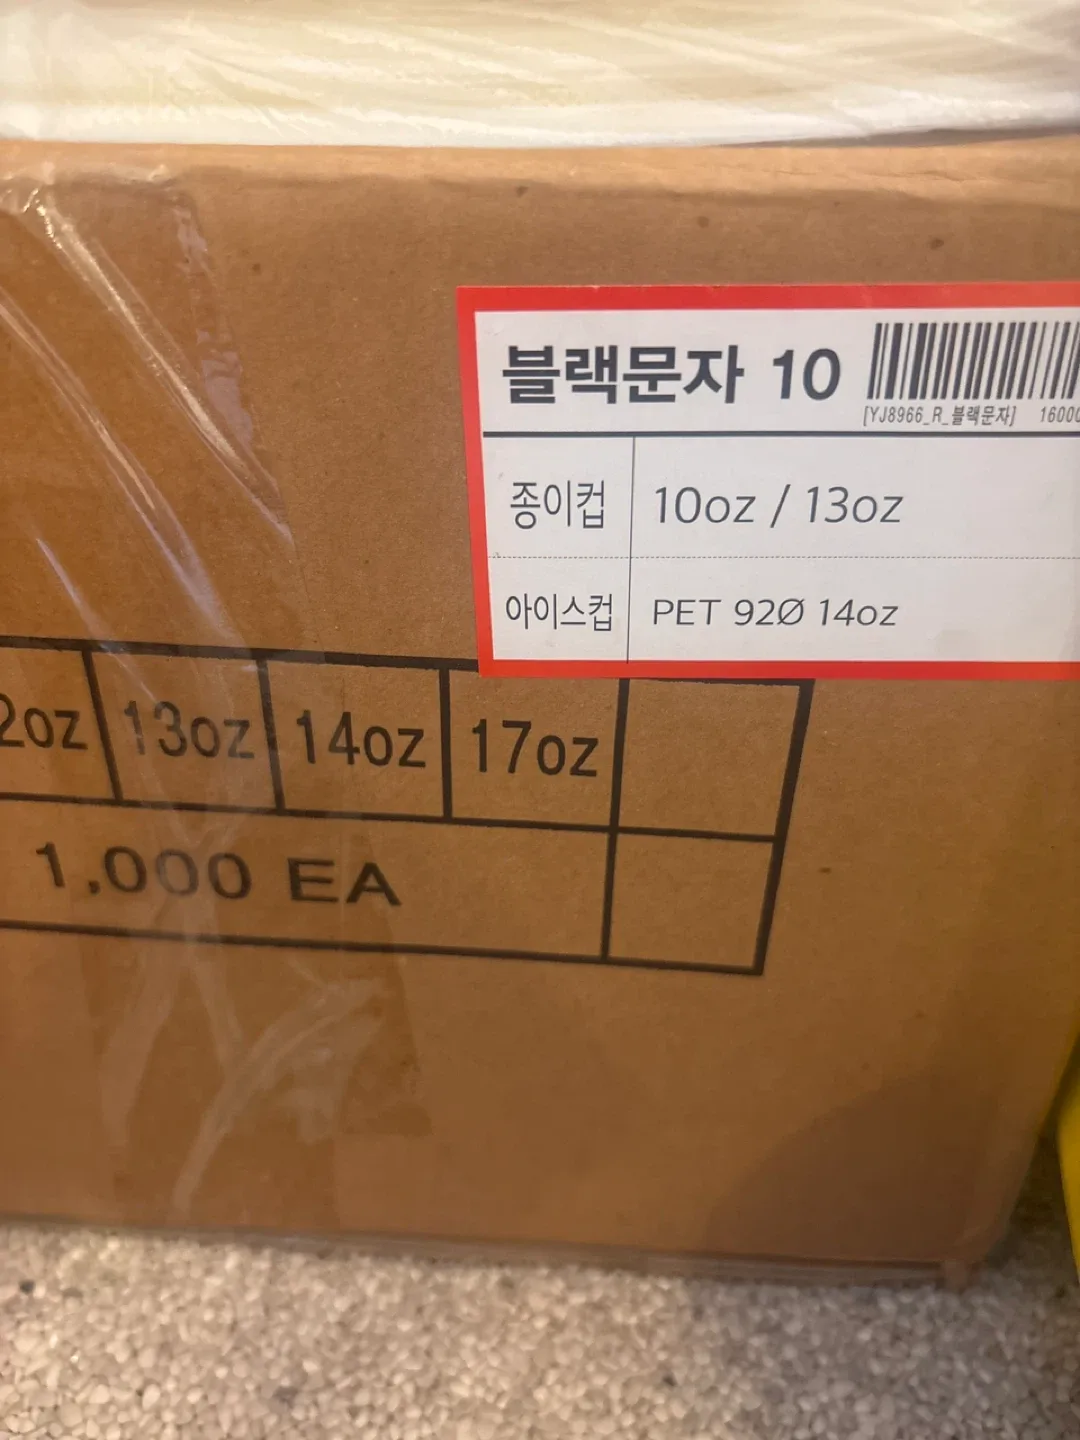 블랙문자 10
[YJ8966_R_블랙문자] 1600
종이컵 10oz / 13oz
아이스컵 PET 92Ø 14oz
2oz 13oz 14oz 17oz
1,000 EA